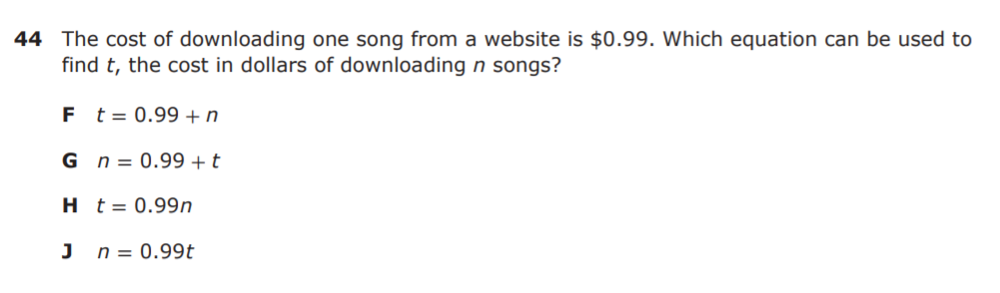 44 The cost of downloading one song from a website is $0.99. Which equation can be used to
find t, the cost in dollars of downloading n songs?
F t = 0.99 + n
G n = 0.99 + t
H t = 0.99n
J n = 0.99t